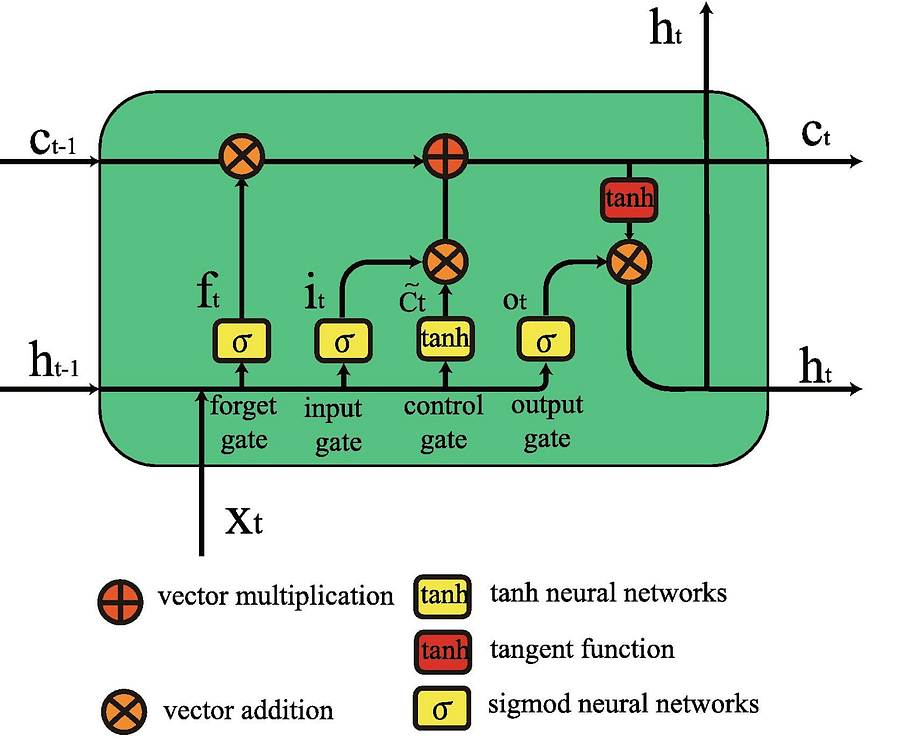 ht
ct-1
ct
tanh
ft
it
C̃t
ot
σ
σ
tanh
σ
ht-1
ht
forget gate
input gate
control gate
output gate
xt
vector multiplication
tanh
tanh neural networks
tanh
tangent function
vector addition
σ
sigmod neural networks